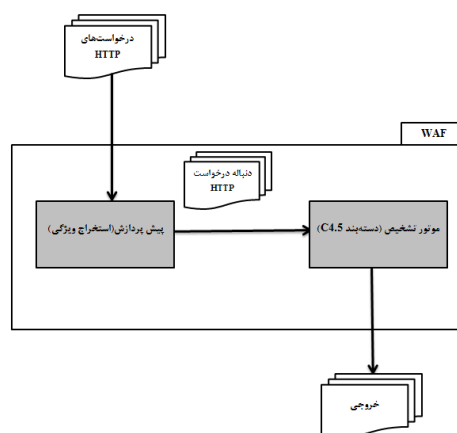 درخواست‌های
HTTP
WAF
دنباله درخواست
HTTP
پیش پردازش(استخراج ویژگی)
موتور تشخیص (دسته‌بند C4.5)
خروجی